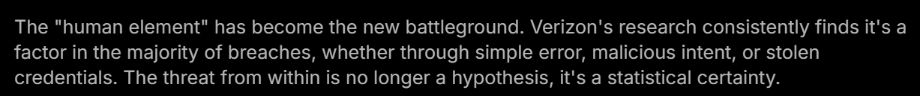 The "human element" has become the new battleground. Verizon's research consistently finds it's a
factor in the majority of breaches, whether through simple error, malicious intent, or stolen
credentials. The threat from within is no longer a hypothesis, it's a statistical certainty.